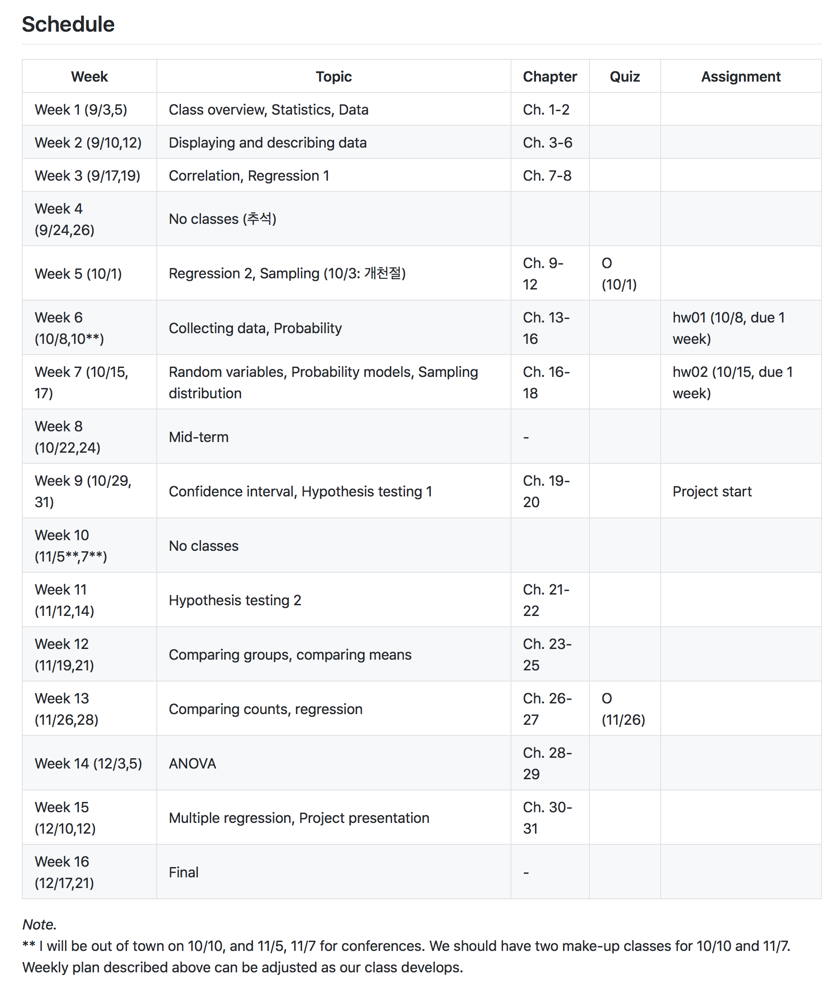 Schedule
Week Topic Chapter Quiz Assignment
Week 1 (9/3,5) Class overview, Statistics, Data Ch. 1-2
Week 2 (9/10,12) Displaying and describing data Ch. 3-6
Week 3 (9/17,19) Correlation, Regression 1 Ch. 7-8
Week 4
(9/24,26)
No classes (추석)
Week 5 (10/1)
Regression 2, Sampling (10/3: 개천절)
Ch. 9-
12
O
(10/1)
Week 6
(10/8,10**)
Collecting data, Probability
Ch. 13-
16
hw01 (10/8, due 1
week)
Week 7 (10/15,
17)
Random variables, Probability models, Sampling
distribution
Ch. 16-
18
hw02 (10/15, due 1
week)
Week 8
(10/22,24)
Mid-term
-
Week 9 (10/29,
31)
Confidence interval, Hypothesis testing 1
Ch. 19-
20
Project start
Week 10
(11/5**,7**)
No classes
Week 11
(11/12,14)
Hypothesis testing 2
Ch. 21-
22
Week 12
(11/19,21)
Comparing groups, comparing means
Ch. 23-
25
Week 13
(11/26,28)
Comparing counts, regression
Ch. 26-
27
O
(11/26)
Week 14 (12/3,5)
ANOVA
Ch. 28-
29
Week 15
(12/10,12)
Multiple regression, Project presentation
Ch. 30-
31
Week 16
(12/17,21)
Final
-
Note.
** I will be out of town on 10/10, and 11/5, 11/7 for conferences. We should have two make-up classes for 10/10 and 11/7.
Weekly plan described above can be adjusted as our class develops.